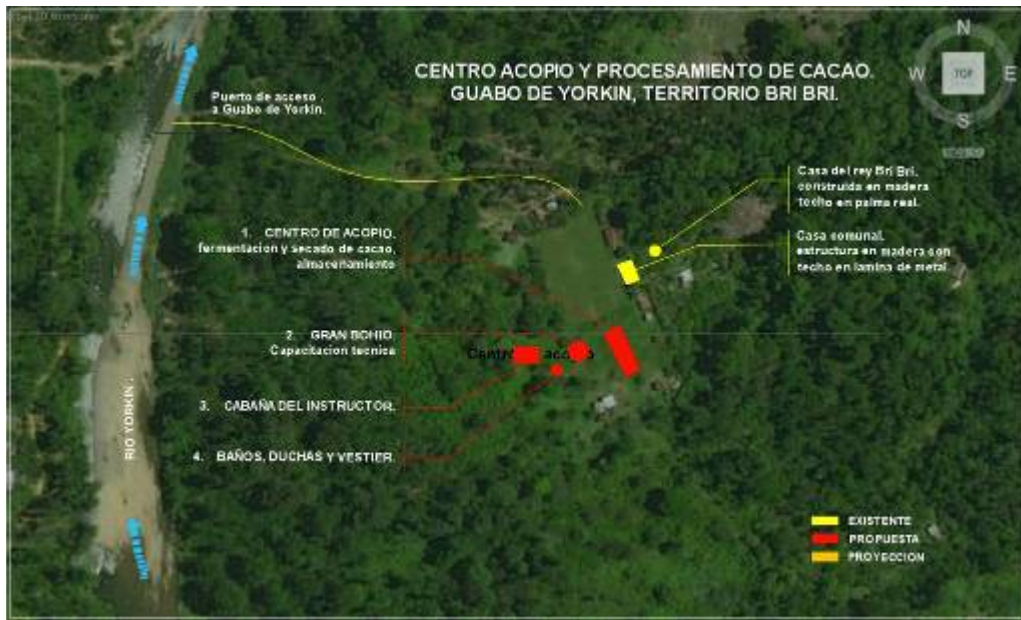 CENTRO ACOPIO Y PROCESAMIENTO DE CACAO.
GUABO DE YORKIN, TERRITORIO BRI BRI.
N
W
TOP
E
S
Puerto de acceso
a Guabo de Yorkin.
Casa del rey Bri Bri.
construida en madera
techo en palma real.
Casa comunal.
estructura en madera con
techo en lamina de metal.
1. CENTRO DE ACOPIO,
fermentacion y secado de cacao,
almaceñamiento
2. GRAN BOHIO.
Capacitacion tecnica
3. CABAÑA DEL INSTRUCTOR.
4. BAÑOS, DUCHAS Y VESTIER.
RIO YORKIN
EXISTENTE
PROPUESTA
PROYECCION